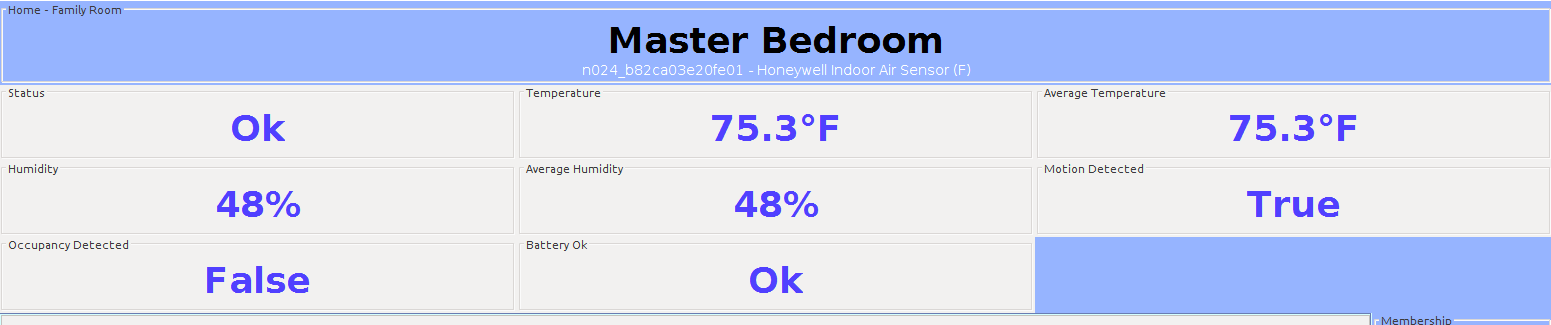 Home - Family Room
Master Bedroom
n024_b82ca03e20fe01 - Honeywell Indoor Air Sensor (F)
Status
Ok
Temperature
75.3°F
Average Temperature
75.3°F
Humidity
48%
Average Humidity
48%
Motion Detected
True
Occupancy Detected
False
Battery Ok
Ok
Membership